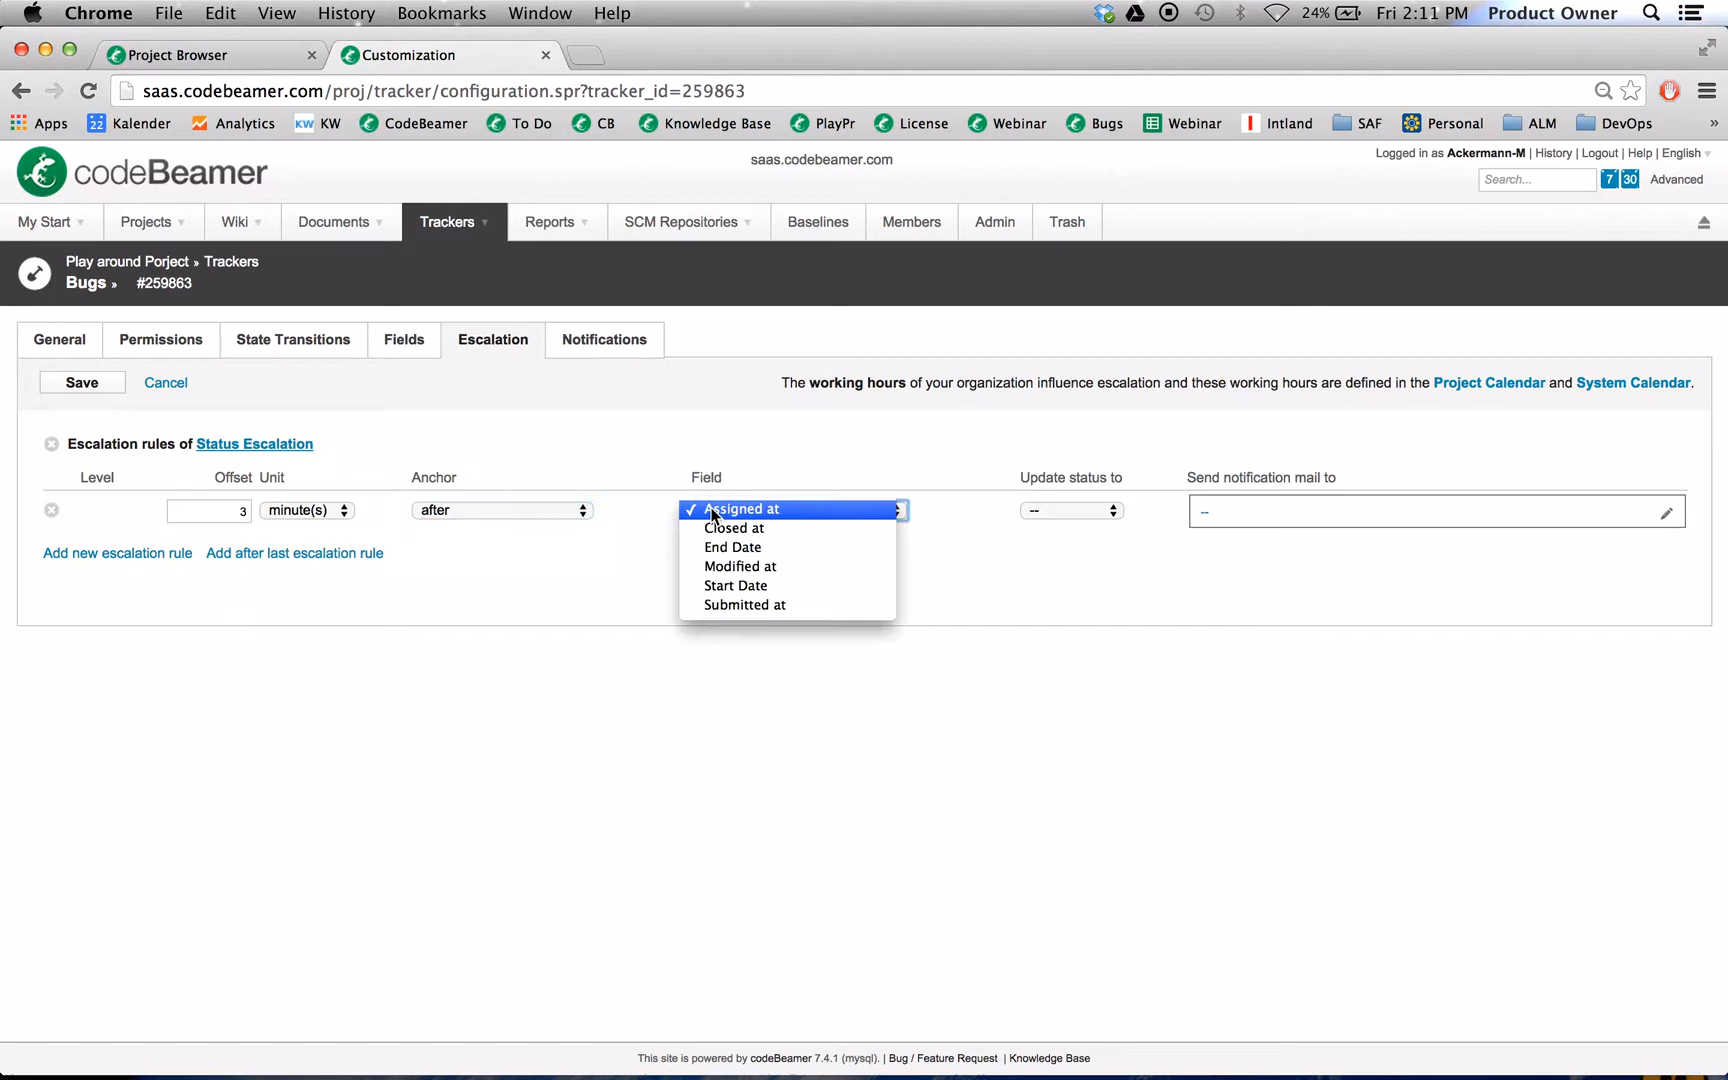 Chrome File Edit View History Bookmarks Window Help 24% Fri 2:11 PM Product Owner
Project Browser Customization
saas.codebeamer.com/proj/tracker/configuration.spr?tracker_id=259863
Apps 22 Kalender Analytics KW KW CodeBeamer To Do CB Knowledge Base PlayPr License Webinar Bugs Webinar Intland SAF Personal ALM DevOps »
codeBeamer
saas.codebeamer.com
Logged in as Ackermann-M | History | Logout | Help | English
Search... 7 30 Advanced
My Start Projects Wiki Documents Trackers Reports SCM Repositories Baselines Members Admin Trash
Play around Porject » Trackers
Bugs » #259863
General Permissions State Transitions Fields Escalation Notifications
Save Cancel The working hours of your organization influence escalation and these working hours are defined in the Project Calendar and System Calendar.
Escalation rules of Status Escalation
Level Offset Unit Anchor Field Update status to Send notification mail to
3 minute(s) after ✓ Assigned at -- --
Closed at
End Date
Modified at
Start Date
Submitted at
Add new escalation rule Add after last escalation rule
This site is powered by codeBeamer 7.4.1 (mysql). | Bug / Feature Request | Knowledge Base